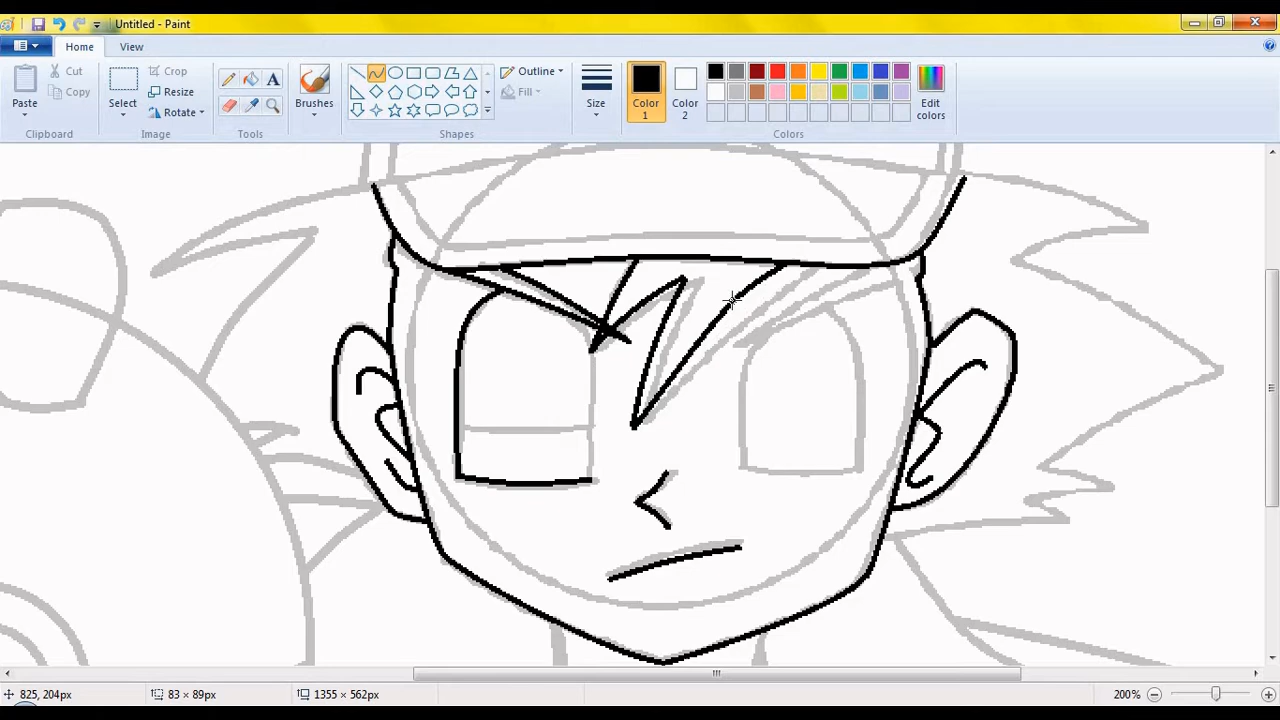 Untitled - Paint
Home View
Paste
Cut
Copy
Clipboard
Select
Crop
Resize
Rotate
Image
A
Tools
Brushes
Outline
Fill
Shapes
Size
Color 1
Color 2
Edit colors
Colors
825, 204px
83 × 89px
1355 × 562px
200%